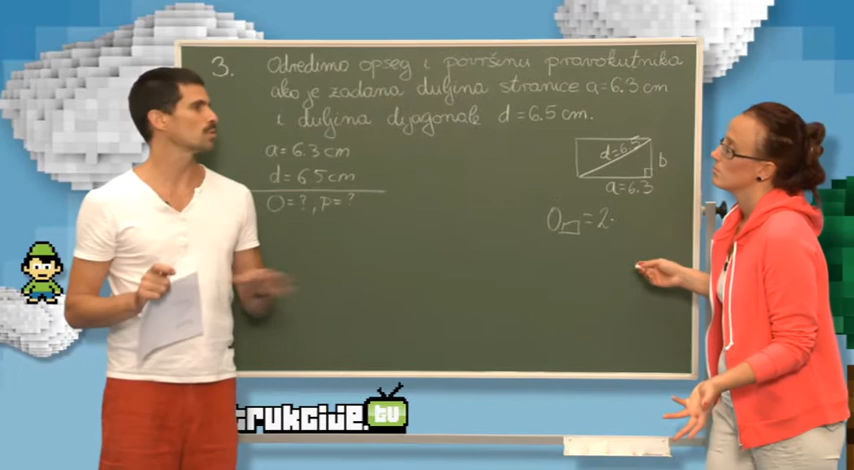 3. Odredimo opseg i površinu pravokutnika
ako je zadana duljina stranice a=6.3 cm
i duljina dijagonale d=6.5 cm.
a=6.3 cm
d=6.5 cm
O=?, p=?
d=6.5
b
a=6.3
O▱=2·
trukcije.tv